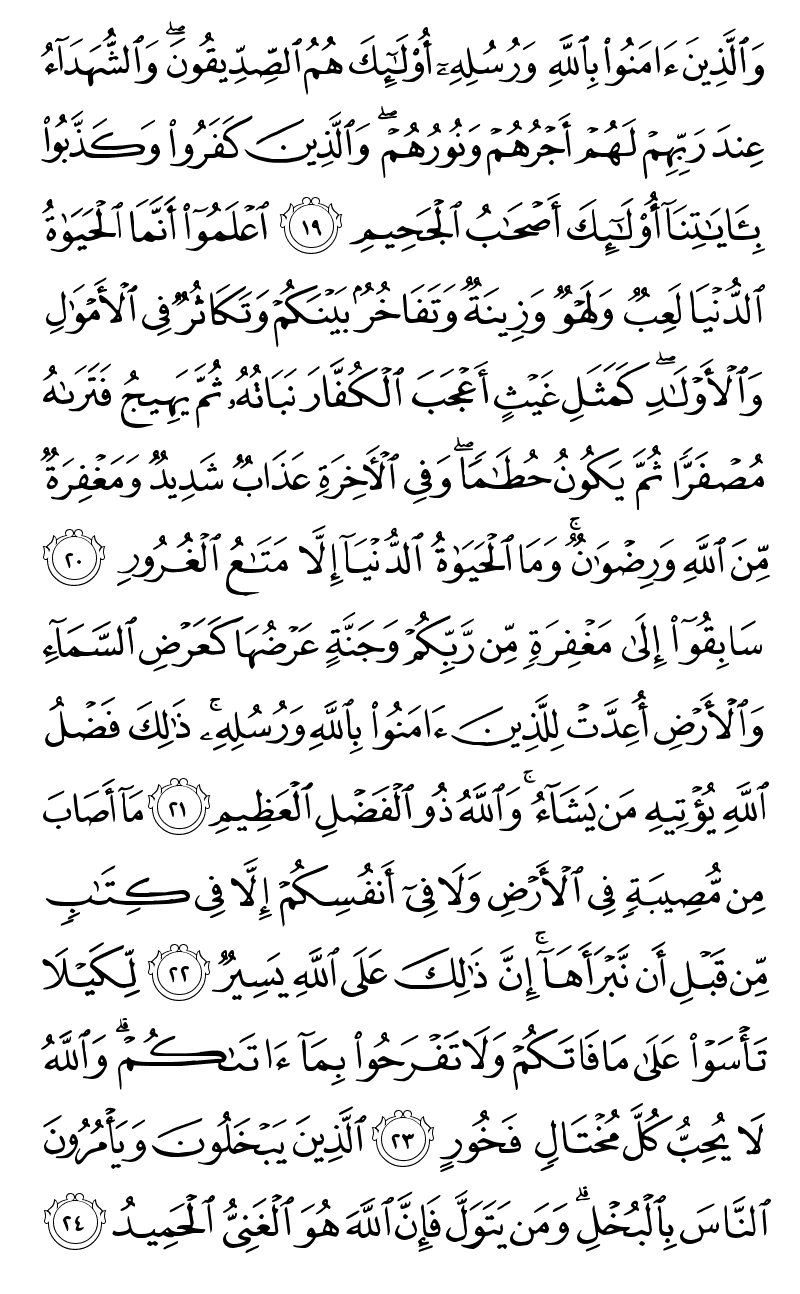 وَٱلَّذِينَ ءَامَنُوا۟ بِٱللَّهِ وَرُسُلِهِۦٓ أُو۟لَٰٓئِكَ هُمُ ٱلصِّدِّيقُونَ ۖ وَٱلشُّهَدَآءُ
عِندَ رَبِّهِمْ لَهُمْ أَجْرُهُمْ وَنُورُهُمْ ۖ وَٱلَّذِينَ كَفَرُوا۟ وَكَذَّبُوا۟
بِـَٔايَٰتِنَآ أُو۟لَٰٓئِكَ أَصْحَٰبُ ٱلْجَحِيمِ ١٩ ٱعْلَمُوٓا۟ أَنَّمَا ٱلْحَيَوٰةُ
ٱلدُّنْيَا لَعِبٌ وَلَهْوٌ وَزِينَةٌ وَتَفَاخُرٌۢ بَيْنَكُمْ وَتَكَاثُرٌ فِى ٱلْأَمْوَٰلِ
وَٱلْأَوْلَٰدِ ۖ كَمَثَلِ غَيْثٍ أَعْجَبَ ٱلْكُفَّارَ نَبَاتُهُۥ ثُمَّ يَهِيجُ فَتَرَىٰهُ
مُصْفَرًّا ثُمَّ يَكُونُ حُطَٰمًا ۖ وَفِى ٱلْـَٔاخِرَةِ عَذَابٌ شَدِيدٌ وَمَغْفِرَةٌ
مِّنَ ٱللَّهِ وَرِضْوَٰنٌ ۚ وَمَا ٱلْحَيَوٰةُ ٱلدُّنْيَآ إِلَّا مَتَٰعُ ٱلْغُرُورِ ٢٠
سَابِقُوٓا۟ إِلَىٰ مَغْفِرَةٍ مِّن رَّبِّكُمْ وَجَنَّةٍ عَرْضُهَا كَعَرْضِ ٱلسَّمَآءِ
وَٱلْأَرْضِ أُعِدَّتْ لِلَّذِينَ ءَامَنُوا۟ بِٱللَّهِ وَرُسُلِهِۦ ۚ ذَٰلِكَ فَضْلُ
ٱللَّهِ يُؤْتِيهِ مَن يَشَآءُ ۚ وَٱللَّهُ ذُو ٱلْفَضْلِ ٱلْعَظِيمِ ٢١ مَآ أَصَابَ
مِن مُّصِيبَةٍ فِى ٱلْأَرْضِ وَلَا فِىٓ أَنفُسِكُمْ إِلَّا فِى كِتَٰبٍ
مِّن قَبْلِ أَن نَّبْرَأَهَآ ۚ إِنَّ ذَٰلِكَ عَلَى ٱللَّهِ يَسِيرٌ ٢٢ لِّكَيْلَا
تَأْسَوْا۟ عَلَىٰ مَا فَاتَكُمْ وَلَا تَفْرَحُوا۟ بِمَآ ءَاتَىٰكُمْ ۗ وَٱللَّهُ
لَا يُحِبُّ كُلَّ مُخْتَالٍ فَخُورٍ ٢٣ ٱلَّذِينَ يَبْخَلُونَ وَيَأْمُرُونَ
ٱلنَّاسَ بِٱلْبُخْلِ ۗ وَمَن يَتَوَلَّ فَإِنَّ ٱللَّهَ هُوَ ٱلْغَنِىُّ ٱلْحَمِيدُ ٢٤